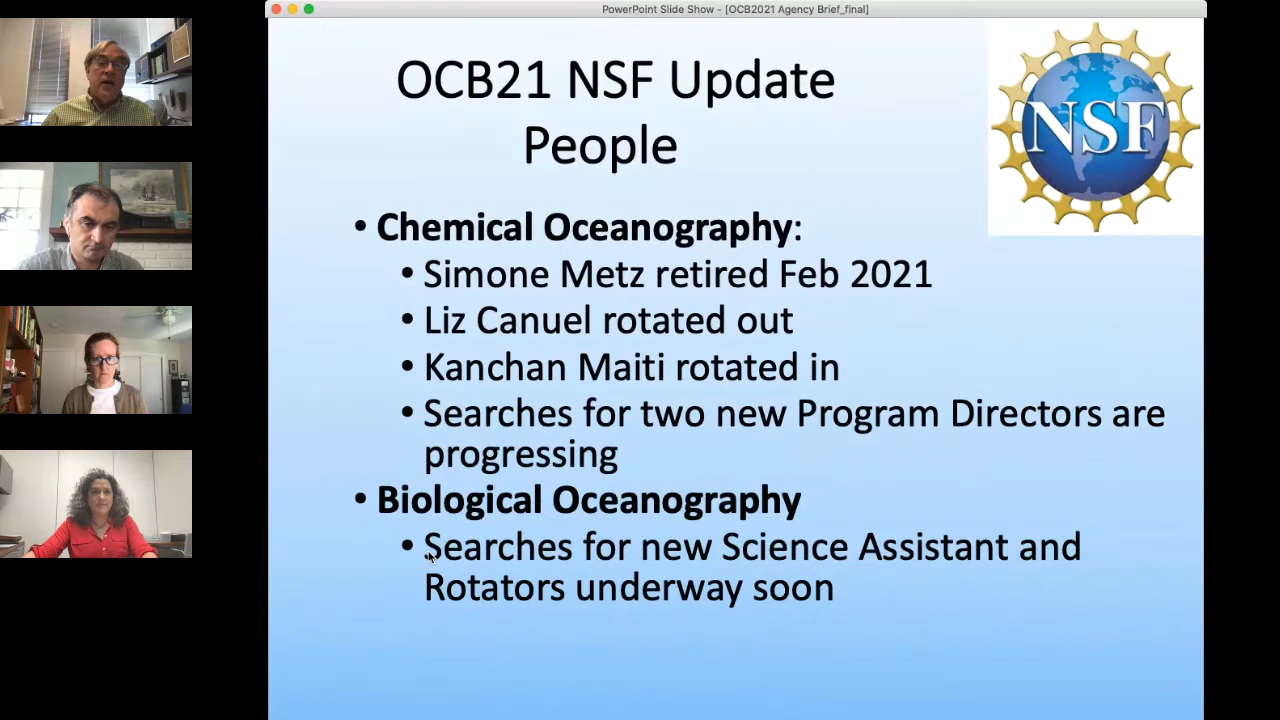 PowerPoint Slide Show - [OCB2021 Agency Brief_final]
OCB21 NSF Update
People
NSF
• Chemical Oceanography:
• Simone Metz retired Feb 2021
• Liz Canuel rotated out
• Kanchan Maiti rotated in
• Searches for two new Program Directors are
progressing
• Biological Oceanography
• Searches for new Science Assistant and
Rotators underway soon